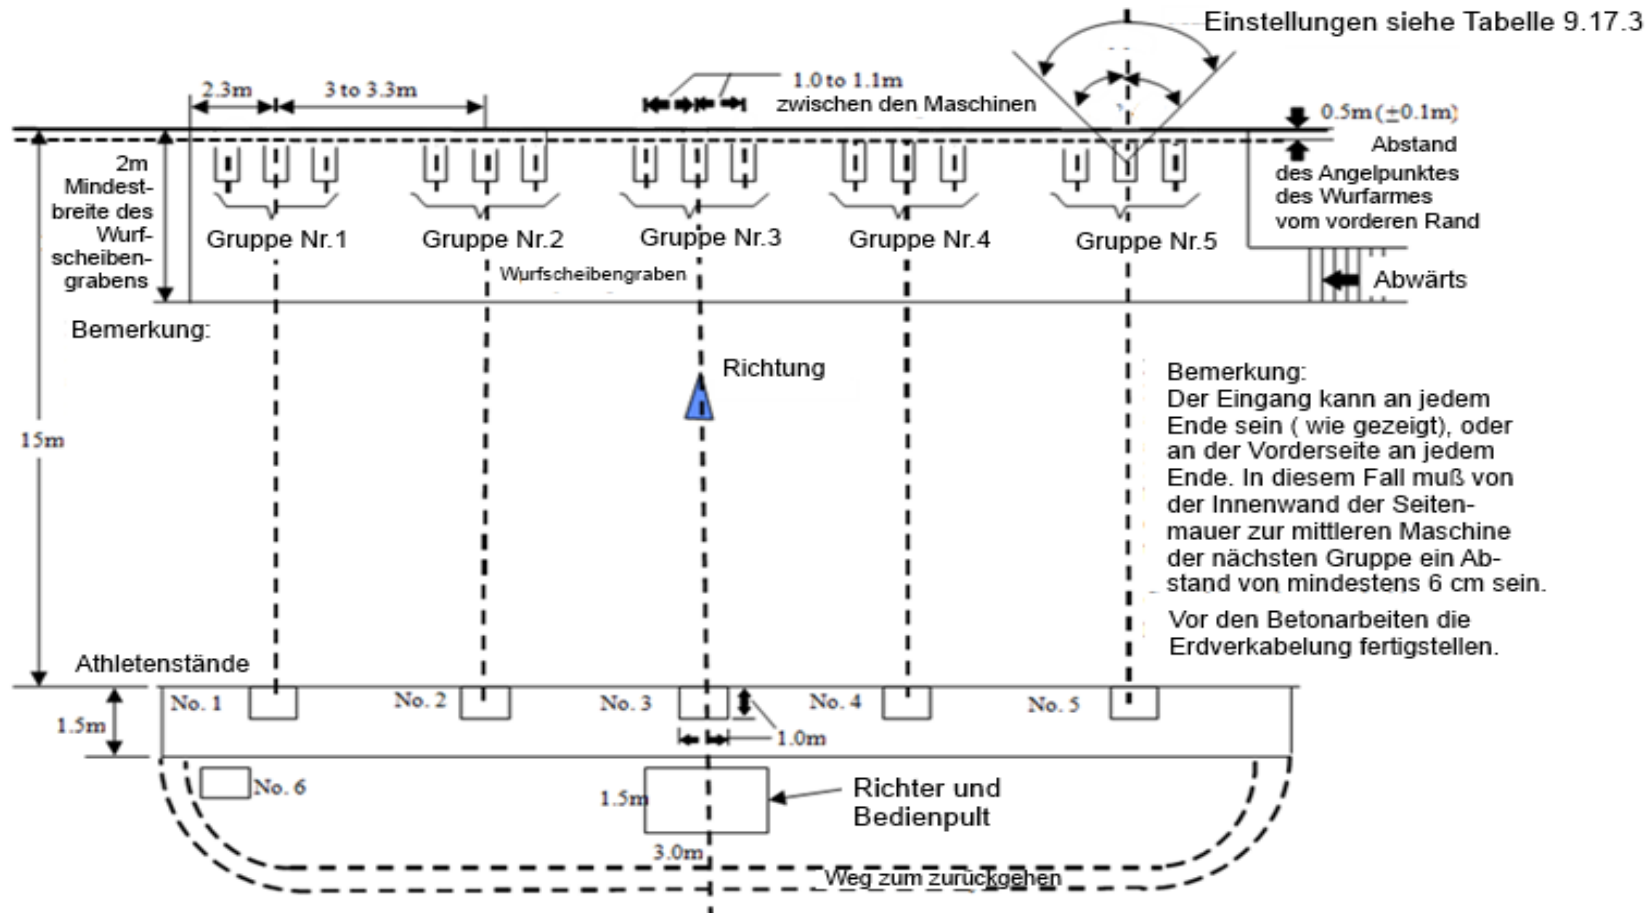 Einstellungen siehe Tabelle 9.17.3
2.3m
3 to 3.3m
1.0 to 1.1m
zwischen den Maschinen
0.5m (±0.1m)
Abstand
des Angelpunktes
des Wurfarmes
vom vorderen Rand
2m
Mindest-
breite des
Wurf-
scheiben-
grabens
Gruppe Nr.1
Gruppe Nr.2
Gruppe Nr.3
Gruppe Nr.4
Gruppe Nr.5
Wurfscheibengraben
Abwärts
Bemerkung:
Richtung
15m
Bemerkung:
Der Eingang kann an jedem
Ende sein ( wie gezeigt), oder
an der Vorderseite an jedem
Ende. In diesem Fall muß von
der Innenwand der Seiten-
mauer zur mittleren Maschine
der nächsten Gruppe ein Ab-
stand von mindestens 6 cm sein.
Vor den Betonarbeiten die
Erdverkabelung fertigstellen.
Athletenstände
No. 1
No. 2
No. 3
No. 4
No. 5
1.5m
1.0m
No. 6
1.5m
Richter und
Bedienpult
3.0m
Weg zum zurückgehen